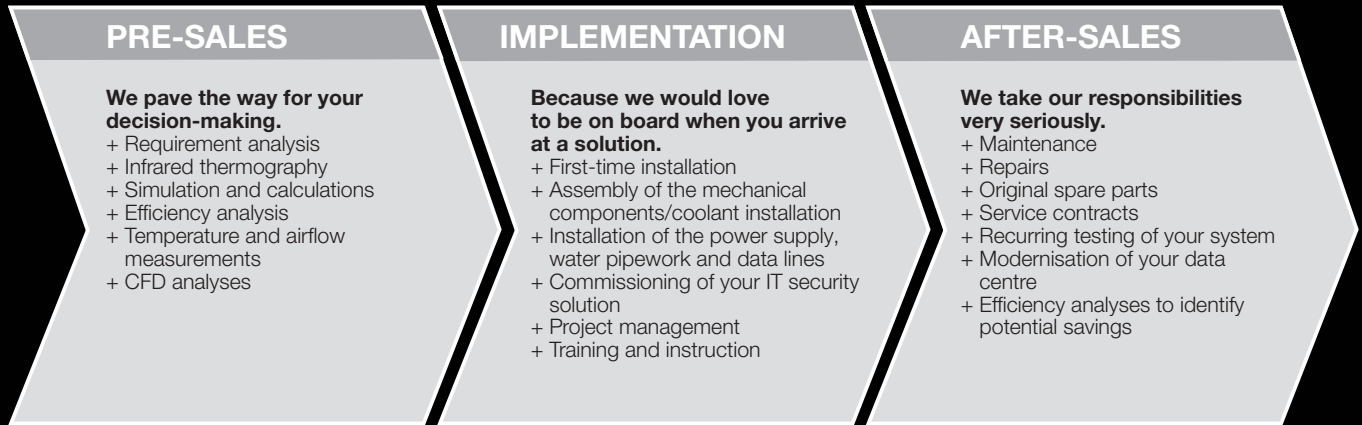 PRE-SALES
We pave the way for your
decision-making.
+ Requirement analysis
+ Infrared thermography
+ Simulation and calculations
+ Efficiency analysis
+ Temperature and airflow
measurements
+ CFD analyses
IMPLEMENTATION
Because we would love
to be on board when you arrive
at a solution.
+ First-time installation
+ Assembly of the mechanical
components/coolant installation
+ Installation of the power supply,
water pipework and data lines
+ Commissioning of your IT security
solution
+ Project management
+ Training and instruction
AFTER-SALES
We take our responsibilities
very seriously.
+ Maintenance
+ Repairs
+ Original spare parts
+ Service contracts
+ Recurring testing of your system
+ Modernisation of your data
centre
+ Efficiency analyses to identify
potential savings